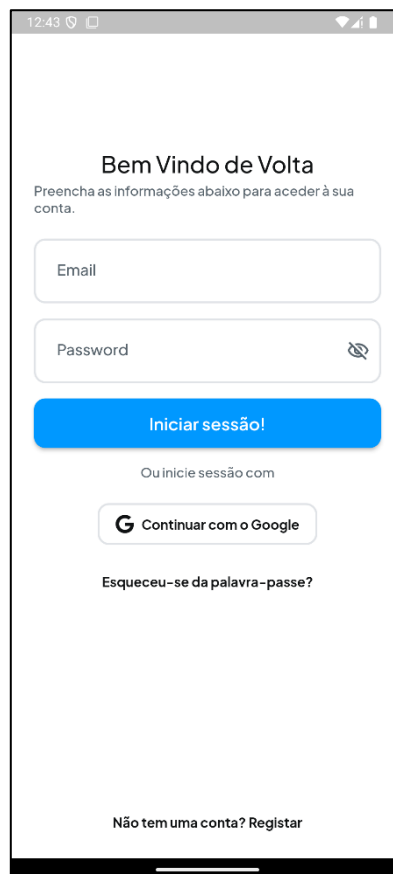 12:43
Bem Vindo de Volta
Preencha as informações abaixo para aceder à sua
conta.
Email
Password
Iniciar sessão!
Ou inicie sessão com
G Continuar com o Google
Esqueceu-se da palavra-passe?
Não tem uma conta? Registar